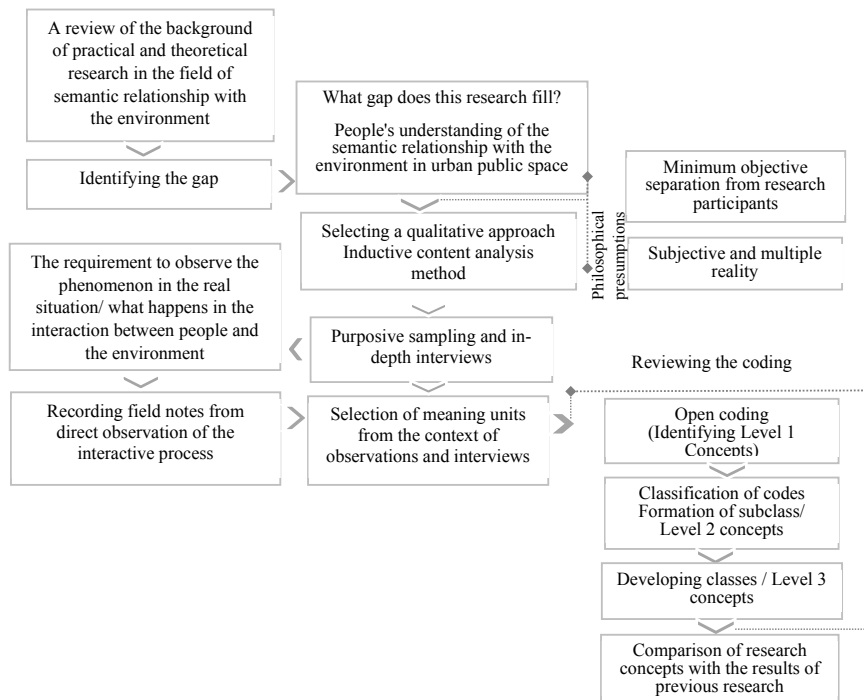 A review of the background
of practical and theoretical
research in the field of
semantic relationship with
the environment
Identifying the gap
What gap does this research fill?
People's understanding of the
semantic relationship with the
environment in urban public space
Selecting a qualitative approach
Inductive content analysis
method
Philosophical
presumptions
Minimum objective
separation from research
participants
Subjective and multiple
reality
Purposive sampling and in-
depth interviews
The requirement to observe the
phenomenon in the real
situation/ what happens in the
interaction between people and
the environment
Recording field notes from
direct observation of the
interactive process
Selection of meaning units
from the context of
observations and interviews
Reviewing the coding
Open coding
(Identifying Level 1
Concepts)
Classification of codes
Formation of subclass/
Level 2 concepts
Developing classes / Level 3
concepts
Comparison of research
concepts with the results of
previous research